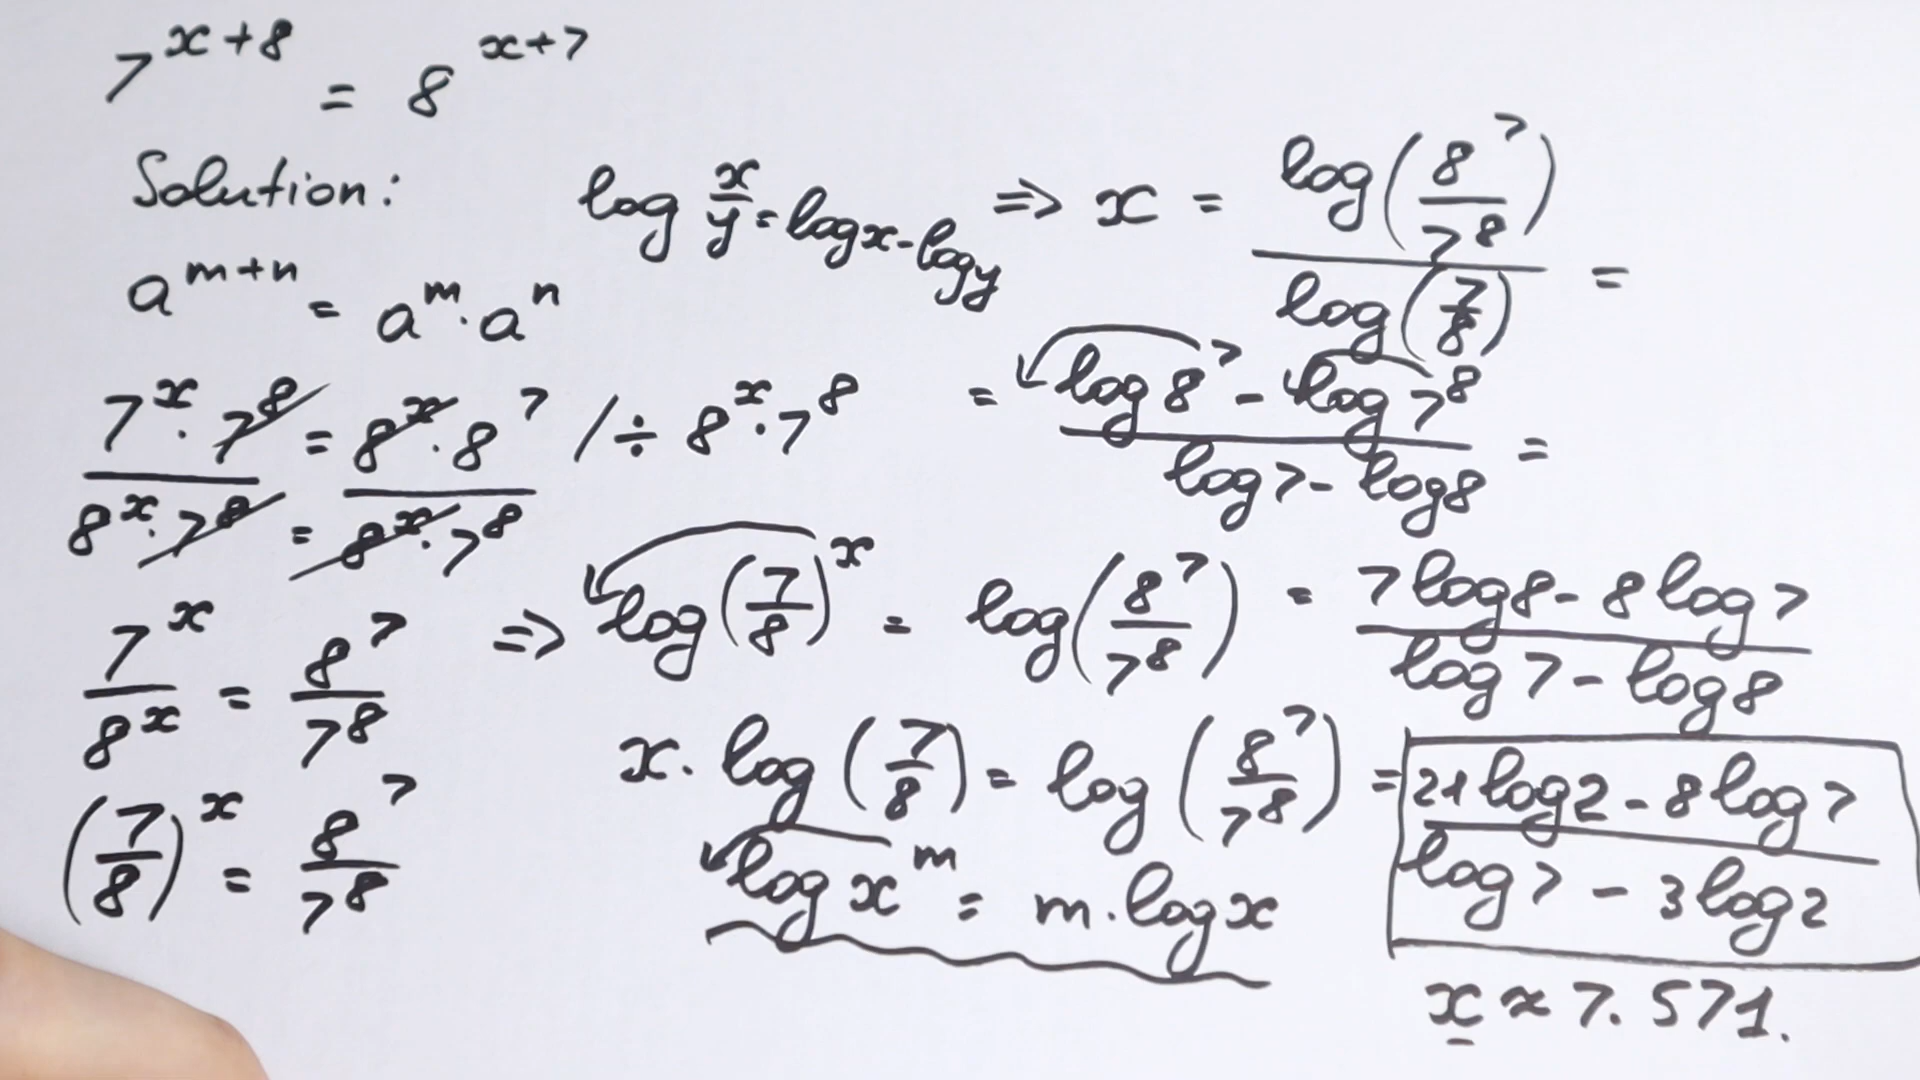 7^{x+8} = 8^{x+7}
Solution:
a^{m+n} = a^m · a^n
7^x · 7^8 = 8^x · 8^7 / ÷ 8^x · 7^8
8^x · 7^8 = 8^x · 7^8
7^x / 8^x = 8^7 / 7^8
(7/8)^x = 8^7 / 7^8
log x/y = log x - log y
⇒ log (7/8)^x = log (8^7 / 7^8)
x · log (7/8) = log (8^7 / 7^8)
log x^m = m · log x
⇒ x = log (8^7 / 7^8) / log (7/8) =
= (log 8^7 - log 7^8) / (log 7 - log 8) =
= (7 log 8 - 8 log 7) / (log 7 - log 8)
= (21 log 2 - 8 log 7) / (log 7 - 3 log 2)
x ≈ 7.571.